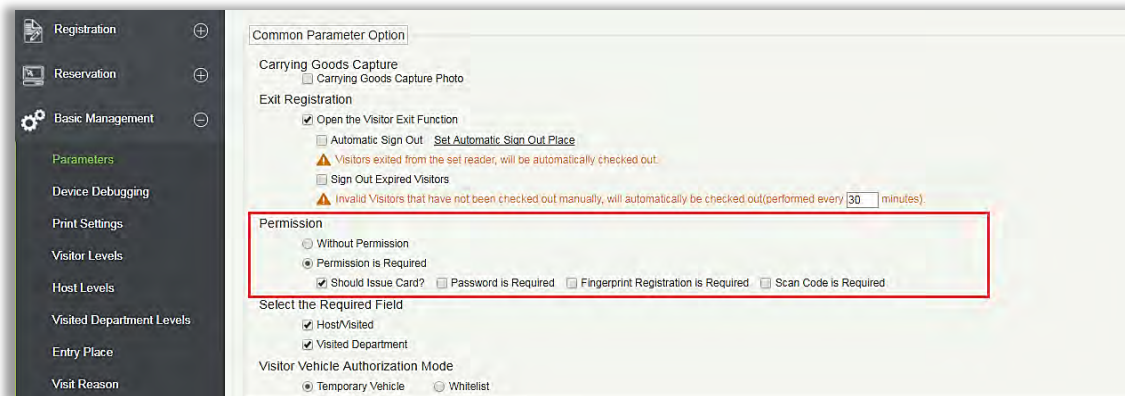 Registration
Reservation
Basic Management
Parameters
Device Debugging
Print Settings
Visitor Levels
Host Levels
Visited Department Levels
Entry Place
Visit Reason
Common Parameter Option
Carrying Goods Capture
Carrying Goods Capture Photo
Exit Registration
Open the Visitor Exit Function
Automatic Sign Out Set Automatic Sign Out Place
Visitors exited from the set reader, will be automatically checked out.
Sign Out Expired Visitors
Invalid Visitors that have not been checked out manually, will automatically be checked out(performed every 30 minutes)
Permission
Without Permission
Permission is Required
Should Issue Card? Password is Required Fingerprint Registration is Required Scan Code is Required
Select the Required Field
Host/Visited
Visited Department
Visitor Vehicle Authorization Mode
Temporary Vehicle Whitelist